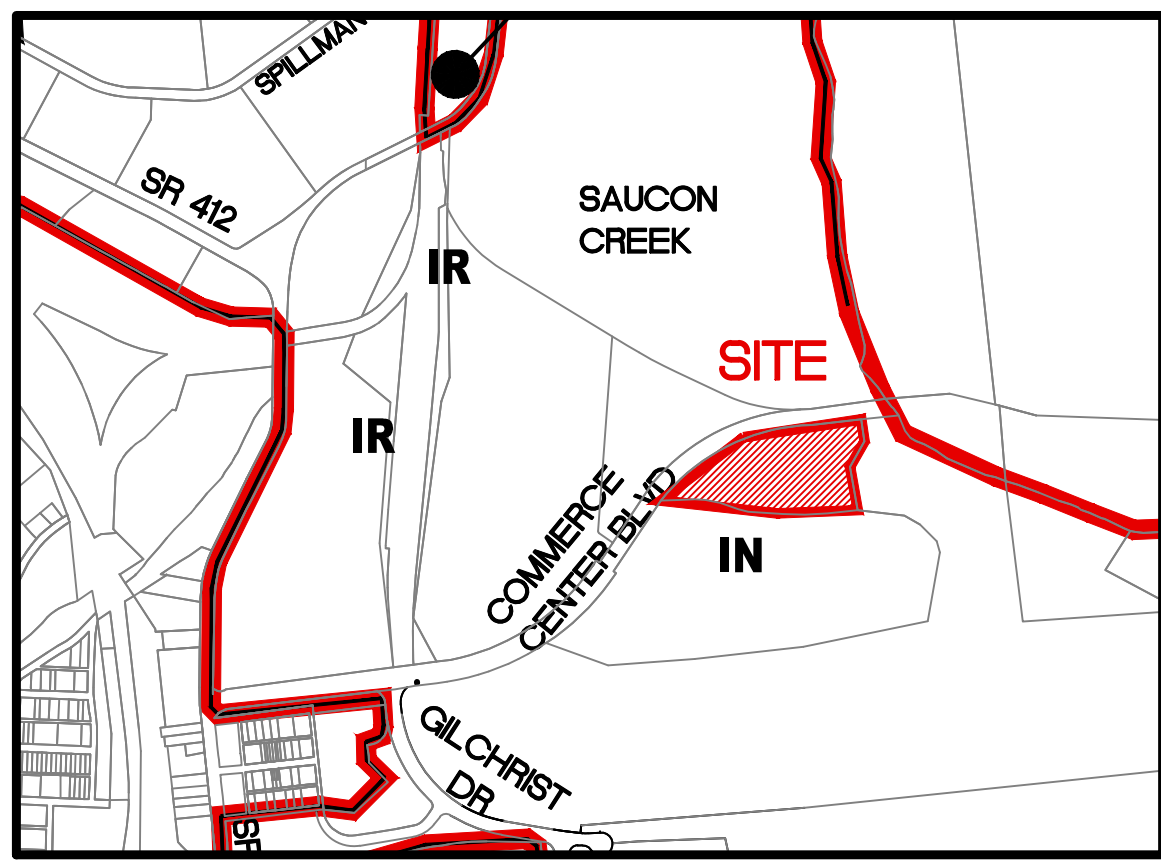 SPILLMAN
SR 412
SAUCON
CREEK
IR
SITE
IR
COMMERCE
CENTER BLVD
IN
GILCHRIST
DR